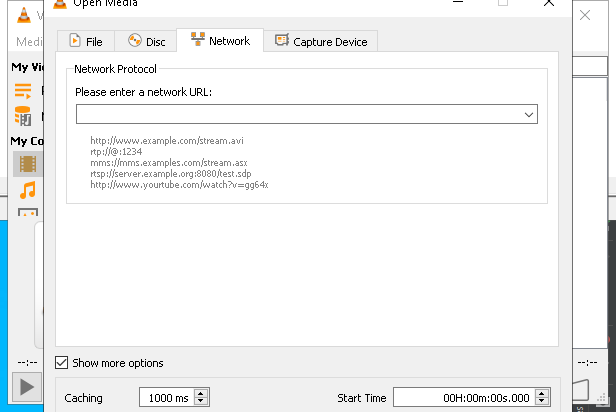 Open Media
Medi
File
Disc
Network
Capture Device
My Vi
Network Protocol
Please enter a network URL:
http://www.example.com/stream.avi
rtp://@:1234
mms://mms.examples.com/stream.asx
rtsp://server.example.org:8080/test.sdp
http://www.yourtube.com/watch?v=gg64x
My Co
--:--
Show more options
--:--
Caching
1000 ms
Start Time
00H:00m:00s.000